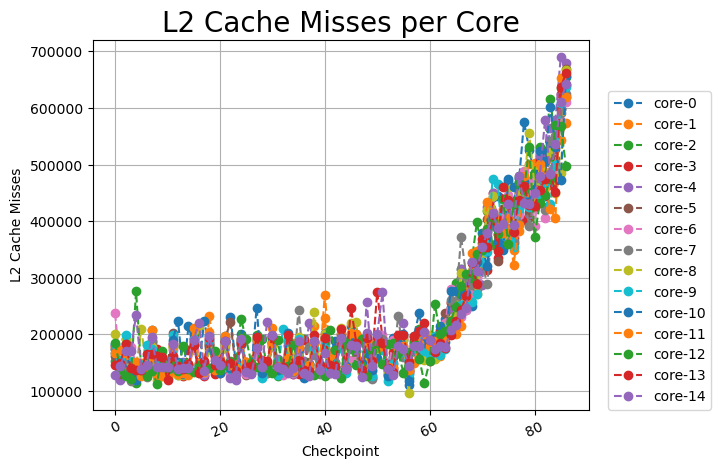 L2 Cache Misses per Core
L2 Cache Misses
700000
600000
500000
400000
300000
200000
100000
0
20
40
60
80
Checkpoint
core-0
core-1
core-2
core-3
core-4
core-5
core-6
core-7
core-8
core-9
core-10
core-11
core-12
core-13
core-14